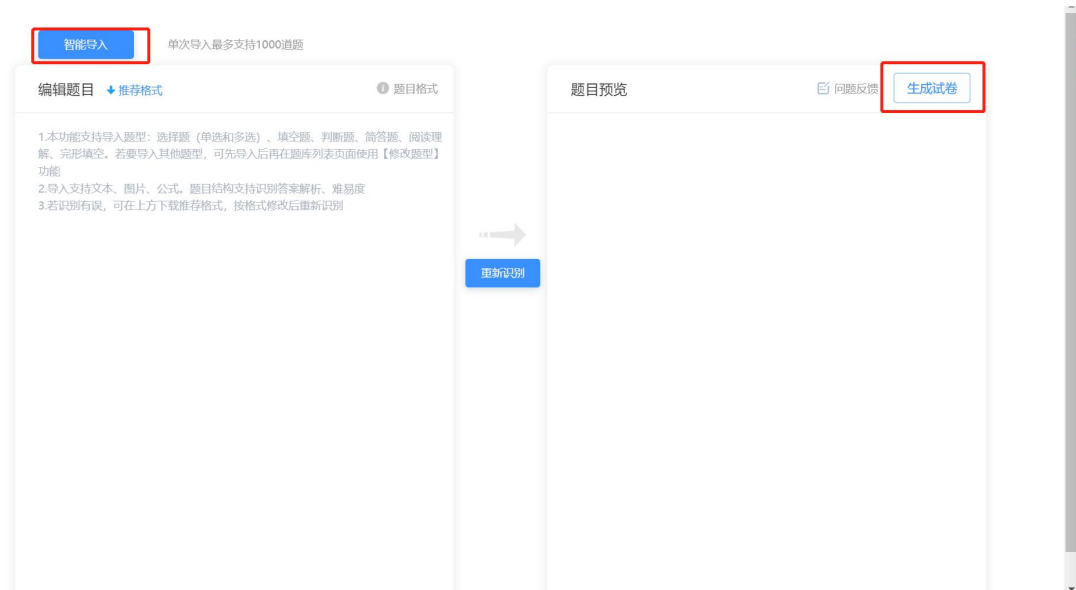 智能导入 单次导入最多支持1000道题
编辑题目 推荐格式 题目格式
题目预览 问题反馈 生成试卷
1.本功能支持导入题型：选择题（单选和多选）、填空题、判断题、简答题、阅读理
解、完形填空。若要导入其他题型，可先导入后再在题库列表页面使用【修改题型】
功能
2.导入支持文本、图片、公式。题目结构支持识别答案解析、难易度
3.若识别有误，可在上方下载推荐格式，按格式修改后重新识别
重新识别